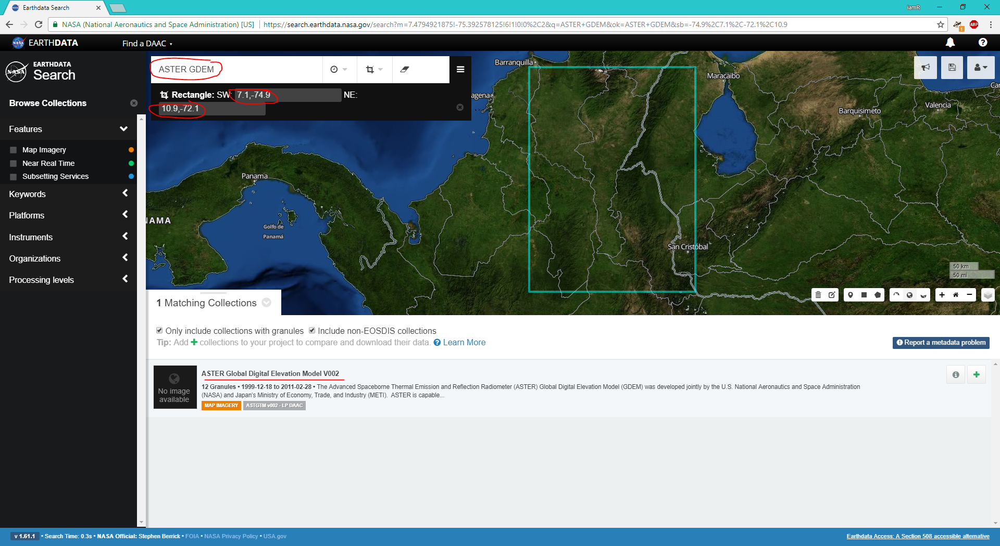 Earthdata Search
iamR
NASA (National Aeronautics and Space Administration) [US]
https://search.earthdata.nasa.gov/search?m=7.4794921875!-75.392578125!6!1!0!0%2C2&q=ASTER+GDEM&ok=ASTER+GDEM&sb=-74.9%2C7.1%2C-72.1%2C10.9
ABP
1
NASA EARTHDATA
Find a DAAC
NASA
EARTHDATA
Search
Browse Collections
Features
Map Imagery
Near Real Time
Subsetting Services
Keywords
Platforms
Instruments
Organizations
Processing levels
ASTER GDEM
Rectangle: SW: 7.1,-74.9 NE:
10.9,-72.1
Barranquilla
agena
Maracaibo
Car
Valencia
Barquisimeto
Panama
NAMA
Golfo de
Panamá
San Cristóbal
50 km
50 mi
1 Matching Collections
Only include collections with granules Include non-EOSDIS collections
Tip: Add + collections to your project to compare and download their data. Learn More
Report a metadata problem
No image
available
ASTER Global Digital Elevation Model V002
12 Granules • 1999-12-18 to 2011-02-28 • The Advanced Spaceborne Thermal Emission and Reflection Radiometer (ASTER) Global Digital Elevation Model (GDEM) was developed jointly by the U.S. National Aeronautics and Space Administration
(NASA) and Japan's Ministry of Economy, Trade, and Industry (METI). ASTER is capable...
MAP IMAGERY
ASTGTM v002 - LP DAAC
v 1.61.1 • Search Time: 0.3s • NASA Official: Stephen Berrick • FOIA • NASA Privacy Policy • USA.gov
Earthdata Access: A Section 508 accessible alternative